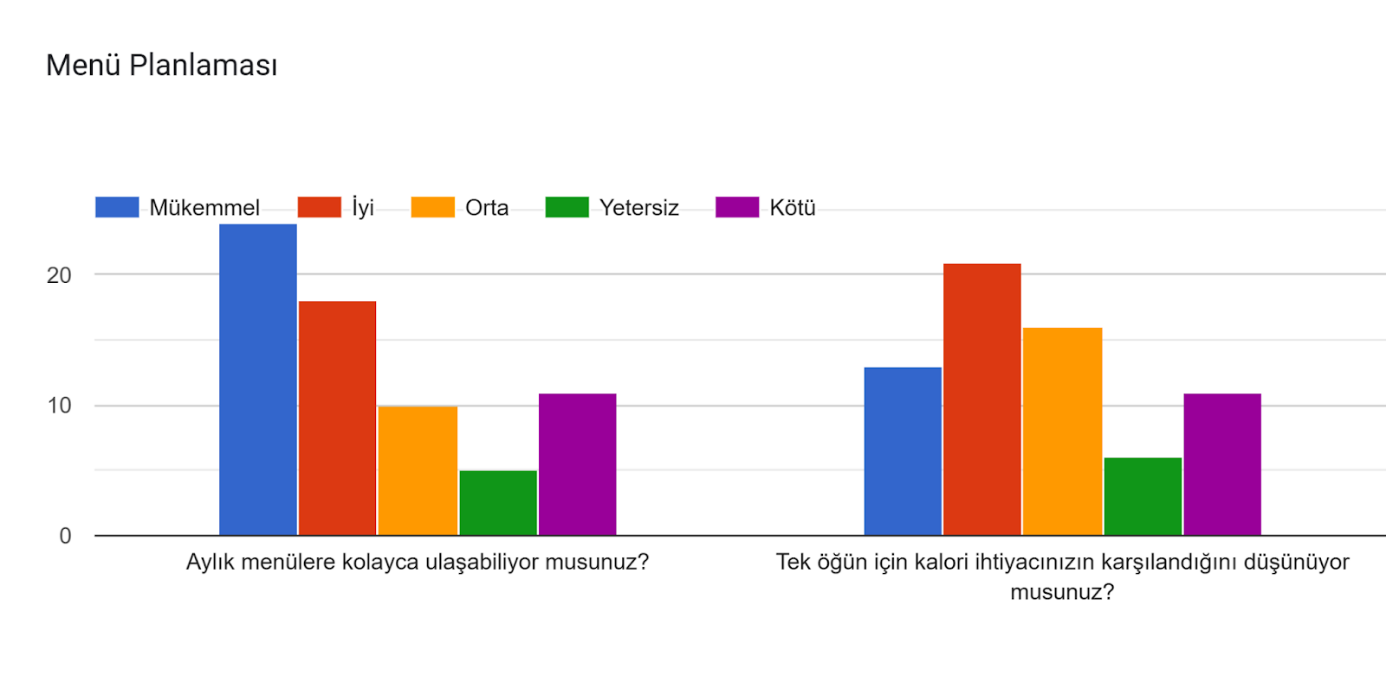 Menü Planlaması
Mükemmel İyi Orta Yetersiz Kötü
20
10
0
Aylık menülere kolayca ulaşabiliyor musunuz?
Tek öğün için kalori ihtiyacınızın karşılandığını düşünüyor
musunuz?